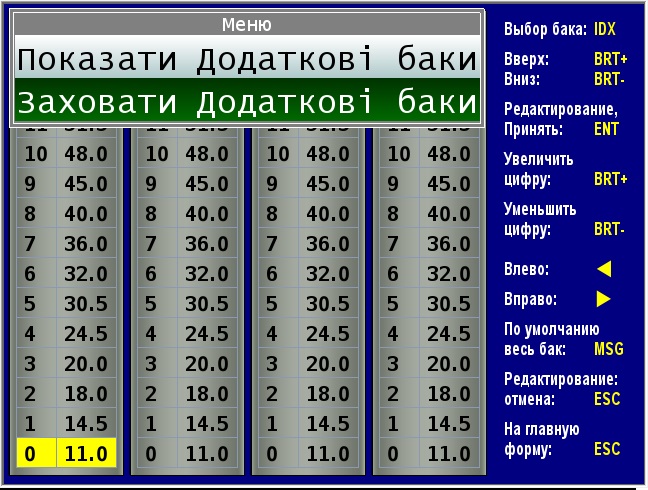 Меню
Показати Додаткові баки
Заховати Додаткові баки
10 48.0 10 48.0 10 48.0 10 48.0
9 45.0 9 45.0 9 45.0 9 45.0
8 40.0 8 40.0 8 40.0 8 40.0
7 36.0 7 36.0 7 36.0 7 36.0
6 32.0 6 32.0 6 32.0 6 32.0
5 30.5 5 30.5 5 30.5 5 30.5
4 24.5 4 24.5 4 24.5 4 24.5
3 20.0 3 20.0 3 20.0 3 20.0
2 18.0 2 18.0 2 18.0 2 18.0
1 14.5 1 14.5 1 14.5 1 14.5
0 11.0 0 11.0 0 11.0 0 11.0
Выбор бака: IDX
Вверх: BRT+
Вниз: BRT-
Редактирование,
Принять: ENT
Увеличить
цифру: BRT+
Уменьшить
цифру: BRT-
Влево: ◀
Вправо: ▶
По умолчанию
весь бак: MSG
Редактирование:
отмена: ESC
На главную
форму: ESC